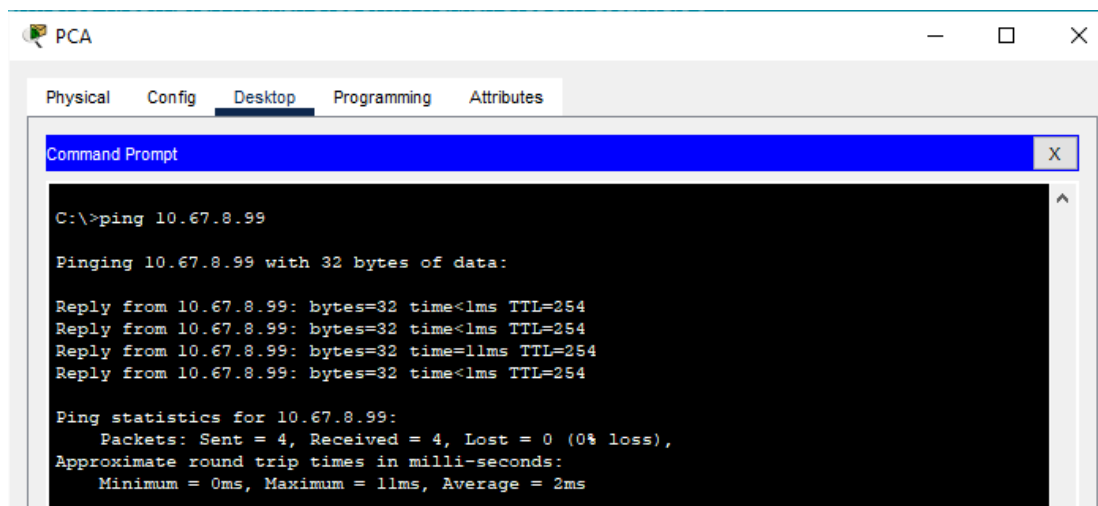 PCA
Physical Config Desktop Programming Attributes
Command Prompt X
C:\>ping 10.67.8.99
Pinging 10.67.8.99 with 32 bytes of data:
Reply from 10.67.8.99: bytes=32 time<1ms TTL=254
Reply from 10.67.8.99: bytes=32 time<1ms TTL=254
Reply from 10.67.8.99: bytes=32 time=11ms TTL=254
Reply from 10.67.8.99: bytes=32 time<1ms TTL=254
Ping statistics for 10.67.8.99:
Packets: Sent = 4, Received = 4, Lost = 0 (0% loss),
Approximate round trip times in milli-seconds:
Minimum = 0ms, Maximum = 11ms, Average = 2ms